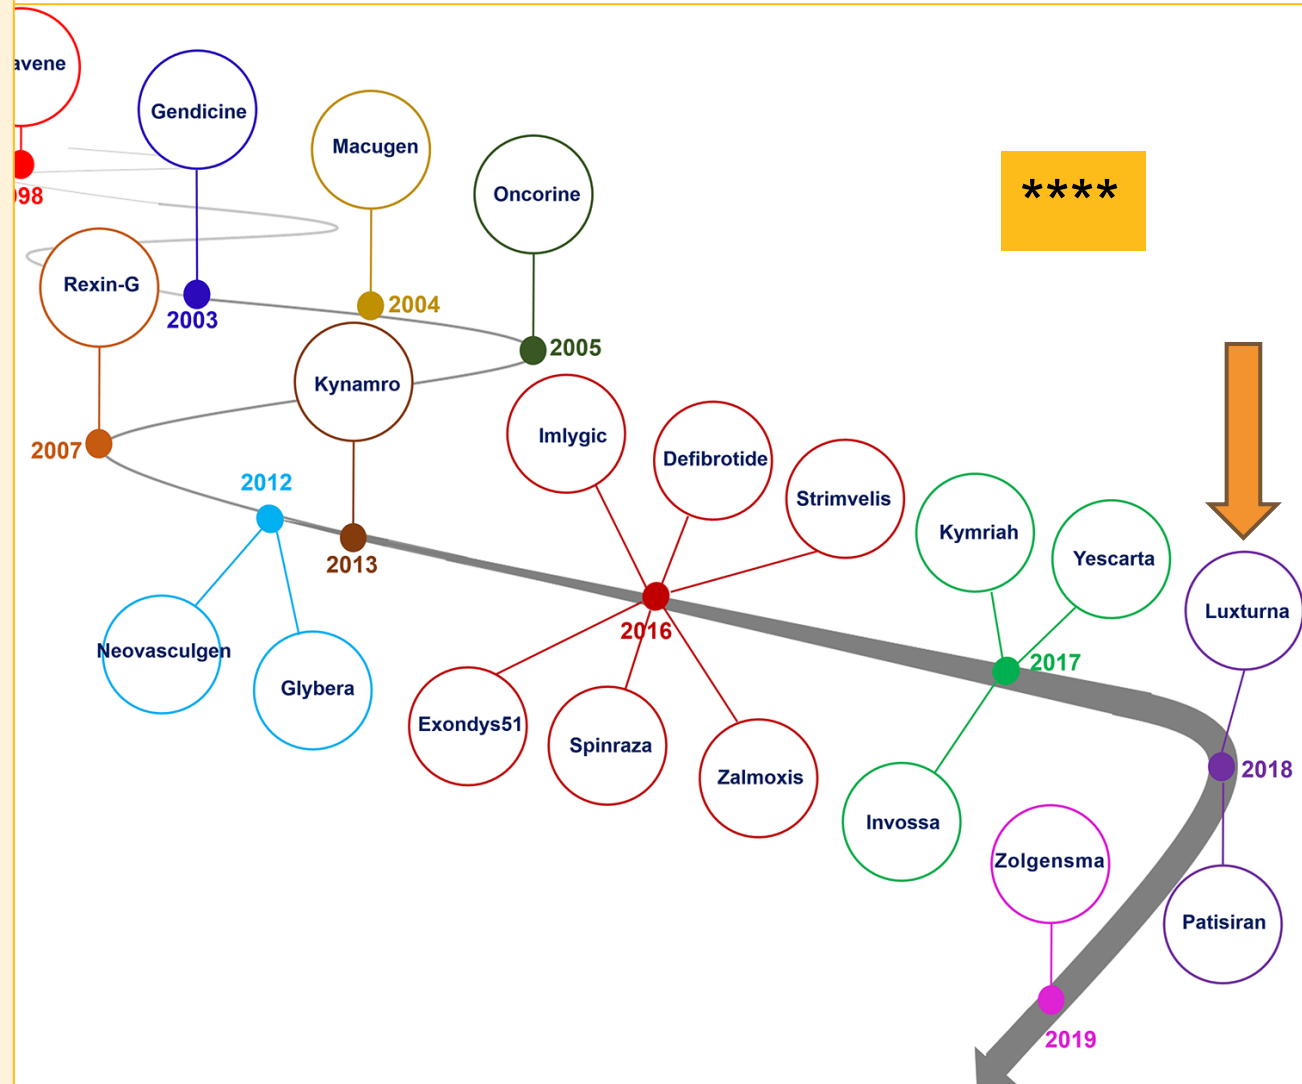 avene
98
Gendicine
2003
Macugen
2004
Oncorine
2005
****
Rexin-G
2007
Kynamro
2013
2012
Neovasculgen
Glybera
Imlygic
Defibrotide
Strimvelis
2016
Exondys51
Spinraza
Zalmoxis
Kymriah
Yescarta
2017
Invossa
Luxturna
2018
Patisiran
Zolgensma
2019